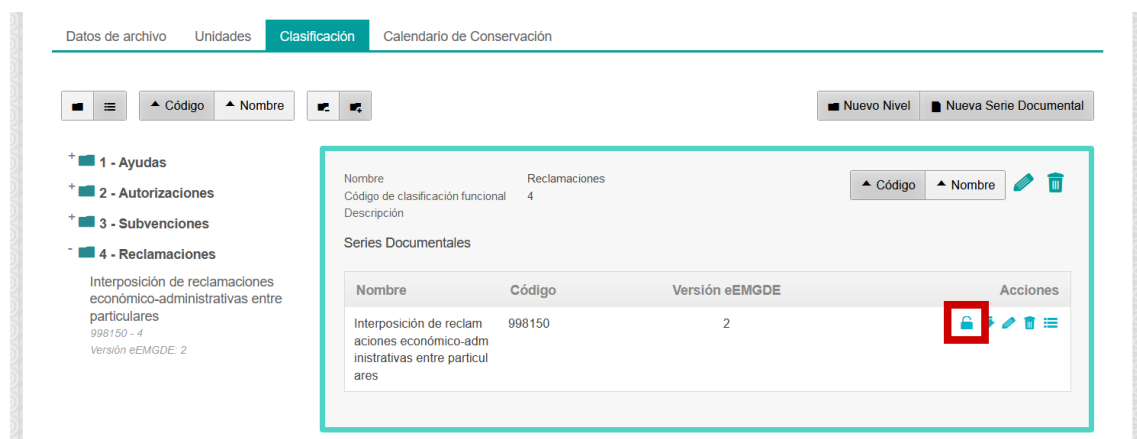 Datos de archivo Unidades Clasificación Calendario de Conservación
Código Nombre Nuevo Nivel Nueva Serie Documental
+ 1 - Ayudas
+ 2 - Autorizaciones
+ 3 - Subvenciones
- 4 - Reclamaciones
Interposición de reclamaciones
económico-administrativas entre
particulares
998150 - 4
Versión eEMGDE: 2
Nombre Reclamaciones
Código de clasificación funcional 4
Descripción
Código Nombre
Series Documentales
Nombre Código Versión eEMGDE Acciones
Interposición de reclam 998150 2
aciones económico-adm
inistrativas entre particul
ares